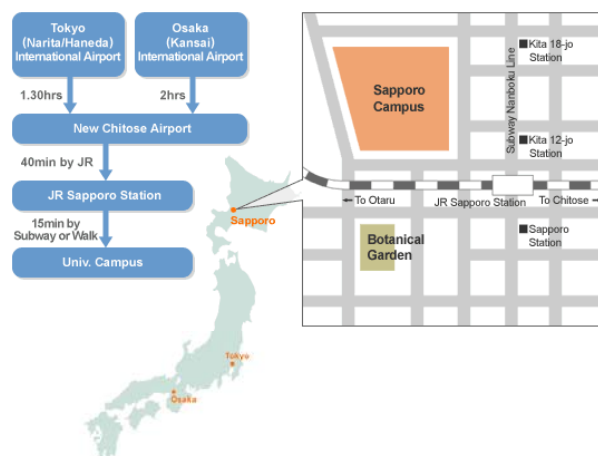 Tokyo
(Narita/Haneda)
International Airport
Osaka
(Kansai)
International Airport
1.30hrs
2hrs
New Chitose Airport
40min by JR
JR Sapporo Station
15min by
Subway or Walk
Univ. Campus
Sapporo
Tokyo
Osaka
Sapporo
Campus
Subway Nanboku Line
Kita 18-jo
Station
Kita 12-jo
Station
To Otaru
JR Sapporo Station
To Chitose
Sapporo
Station
Botanical
Garden